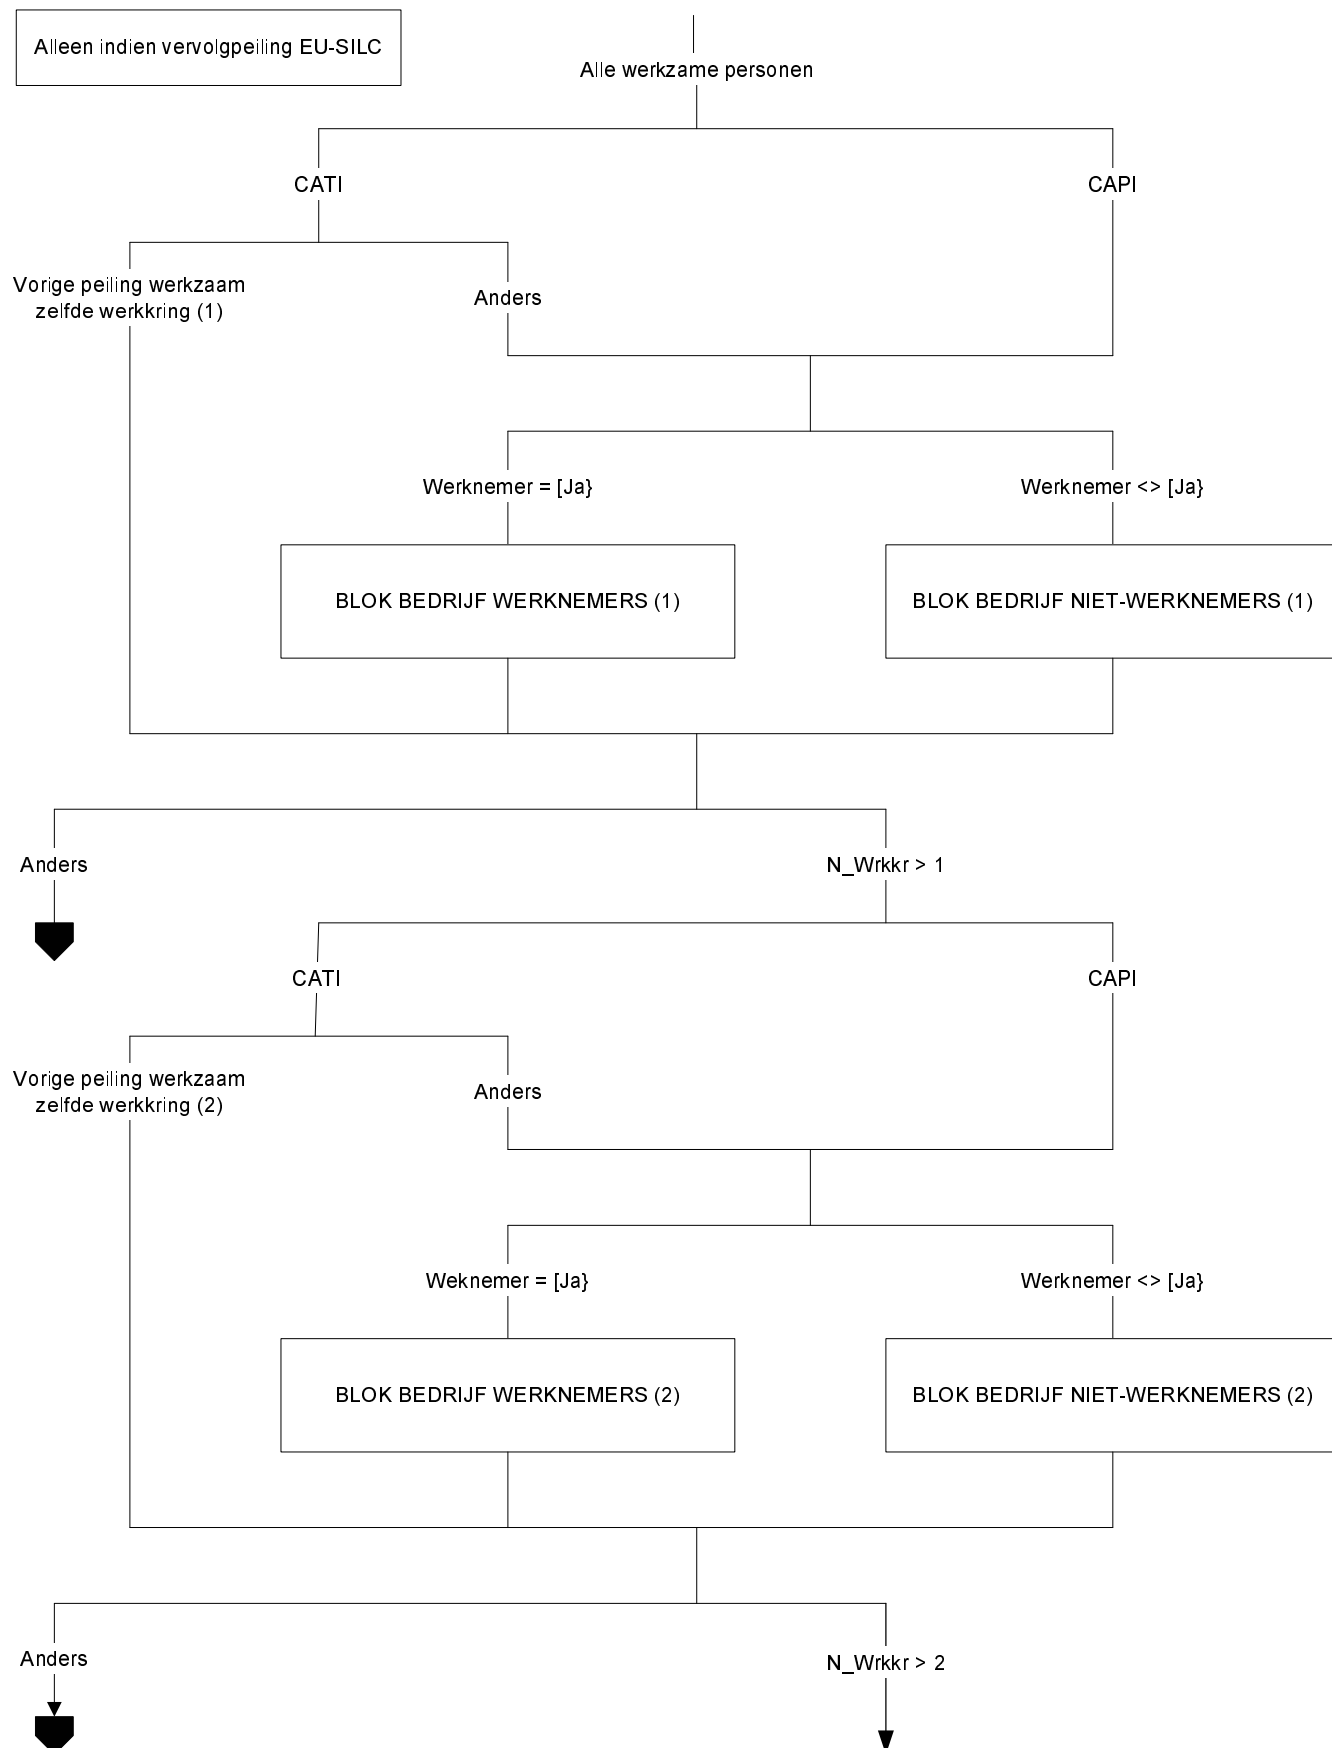 Alleen indien vervolgpeiling EU-SILC
Alle werkzame personen
CATI
CAPI
Vorige peiling werkzaam
zelfde werkkring (1)
Anders
Werknemer = [Ja}
Werknemer <> [Ja}
BLOK BEDRIJF WERKNEMERS (1)
BLOK BEDRIJF NIET-WERKNEMERS (1)
Anders
N_Wrkkr > 1
CATI
CAPI
Vorige peiling werkzaam
zelfde werkkring (2)
Anders
Weknemer = [Ja}
Werknemer <> [Ja}
BLOK BEDRIJF WERKNEMERS (2)
BLOK BEDRIJF NIET-WERKNEMERS (2)
Anders
N_Wrkkr > 2